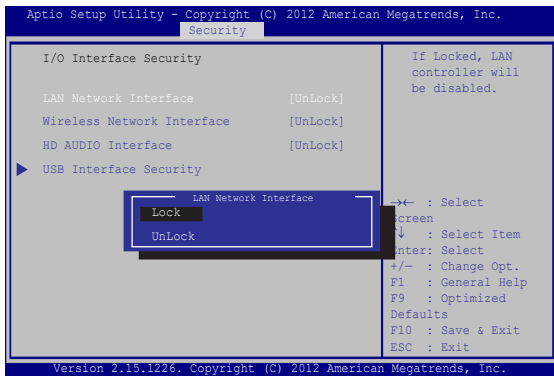 Aptio Setup Utility - Copyright (C) 2012 American Megatrends, Inc.
Security
I/O Interface Security
LAN Network Interface [UnLock]
Wireless Network Interface [UnLock]
HD AUDIO Interface [UnLock]
USB Interface Security
LAN Network Interface
Lock
UnLock
If Locked, LAN
controller will
be disabled.
→← : Select
Screen
↑↓ : Select Item
Enter: Select
+/— : Change Opt.
F1 : General Help
F9 : Optimized
Defaults
F10 : Save & Exit
ESC : Exit
Version 2.15.1226. Copyright (C) 2012 American Megatrends, Inc.